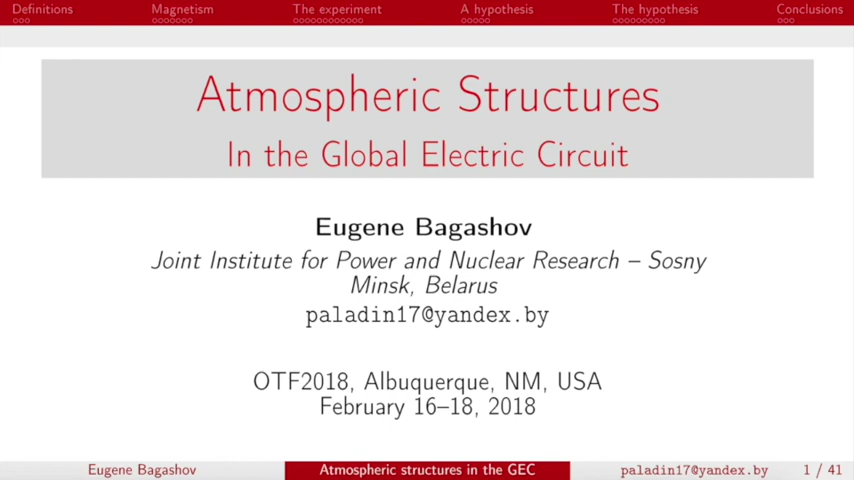 Definitions Magnetism The experiment A hypothesis The hypothesis Conclusions
Atmospheric Structures
In the Global Electric Circuit
Eugene Bagashov
Joint Institute for Power and Nuclear Research – Sosny
Minsk, Belarus
paladin17@yandex.by
OTF2018, Albuquerque, NM, USA
February 16–18, 2018
Eugene Bagashov Atmospheric structures in the GEC paladin17@yandex.by 1 / 41